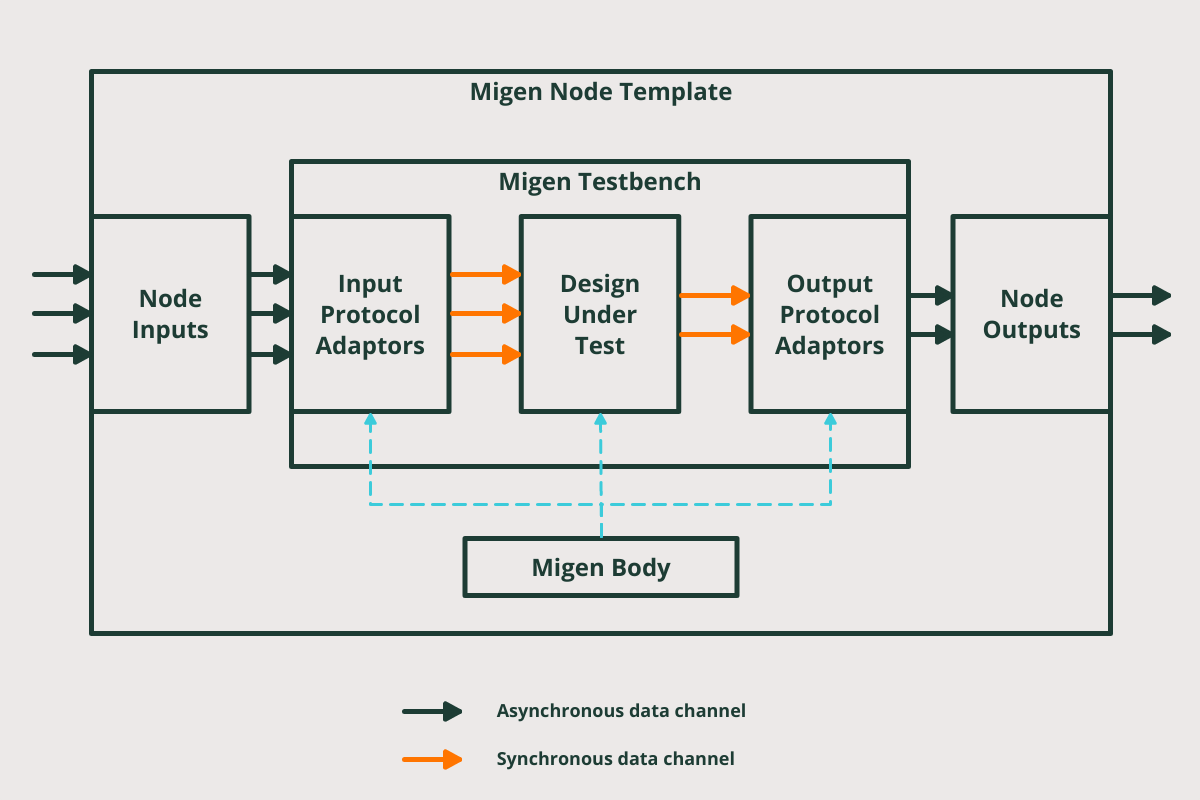 Migen Node Template
Migen Testbench
Node
Inputs
Input
Protocol
Adaptors
Design
Under
Test
Output
Protocol
Adaptors
Node
Outputs
Migen Body
Asynchronous data channel
Synchronous data channel